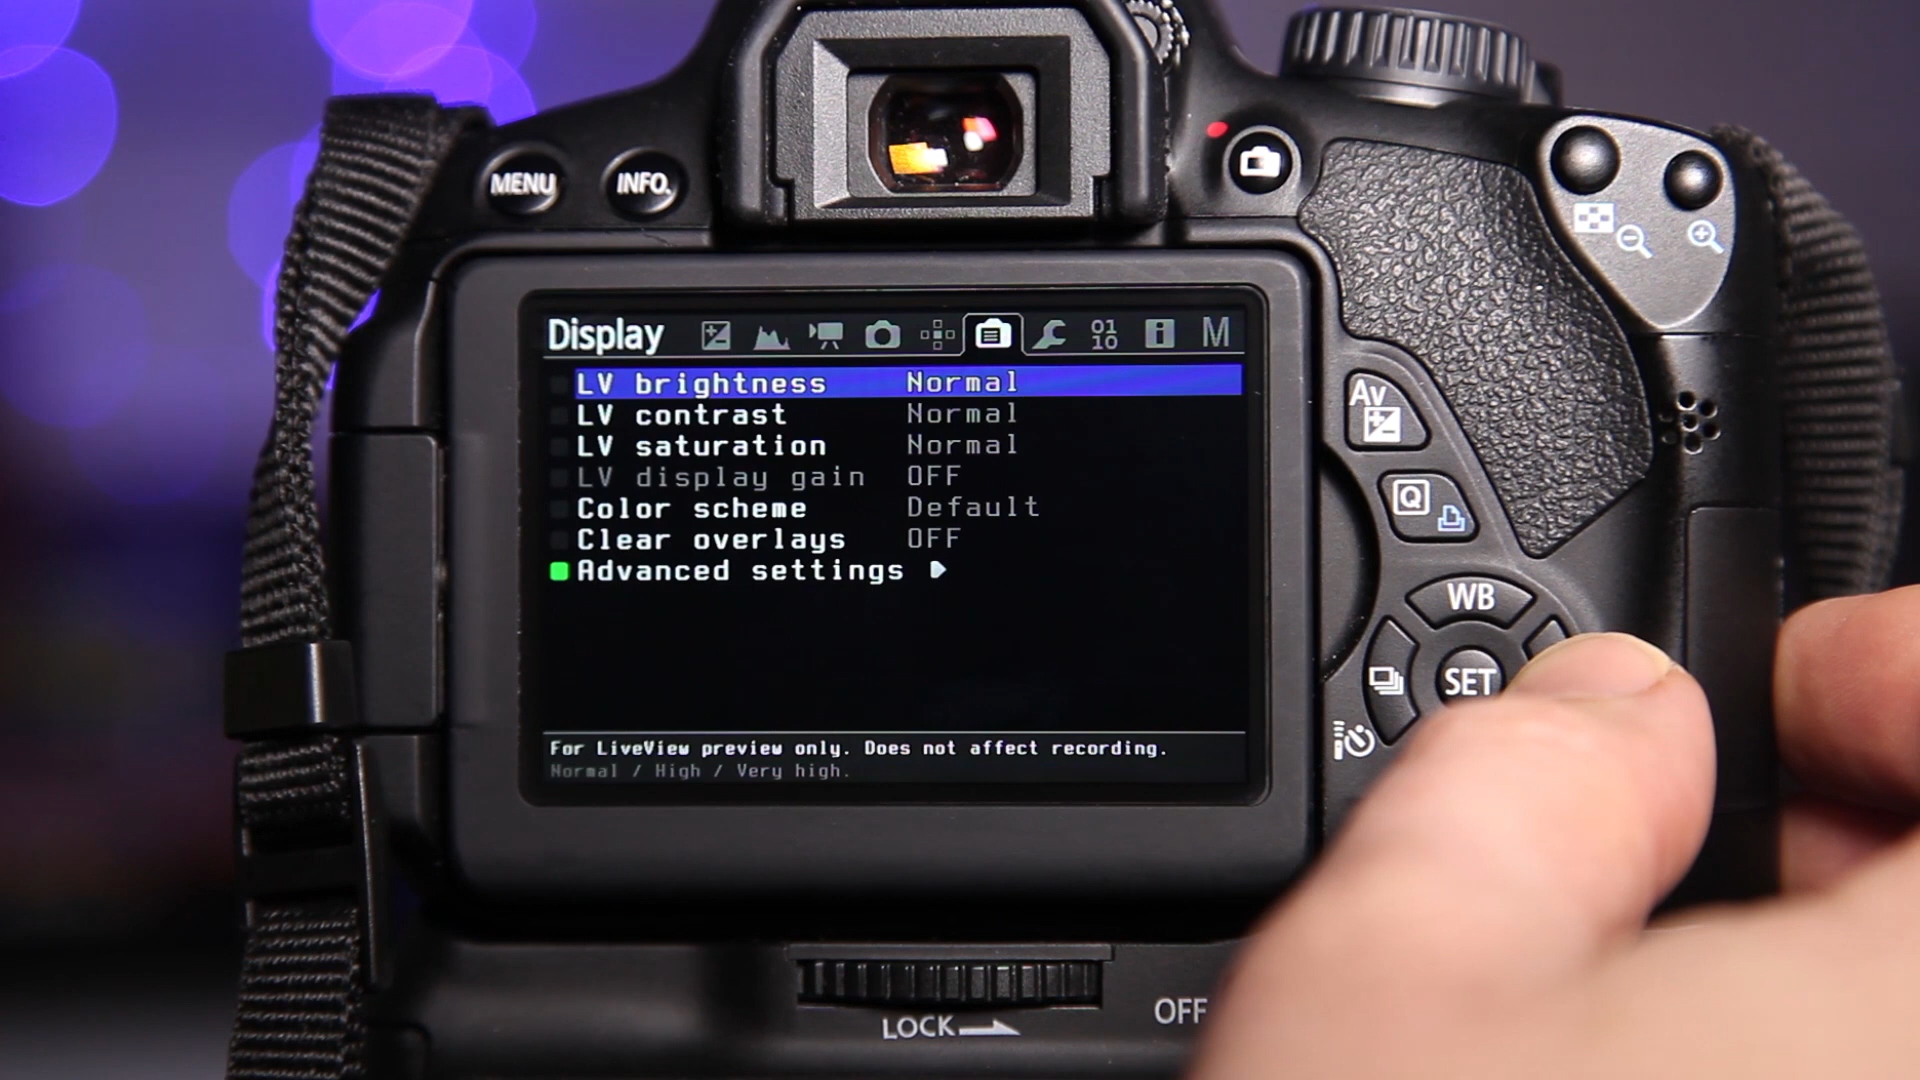 MENU
INFO.
Display
01
10
i
M
LV brightness Normal
LV contrast Normal
LV saturation Normal
LV display gain OFF
Color scheme Default
Clear overlays OFF
Advanced settings
For LiveView preview only. Does not affect recording.
Normal / High / Very high.
Av
Q
WB
SET
LOCK
OFF